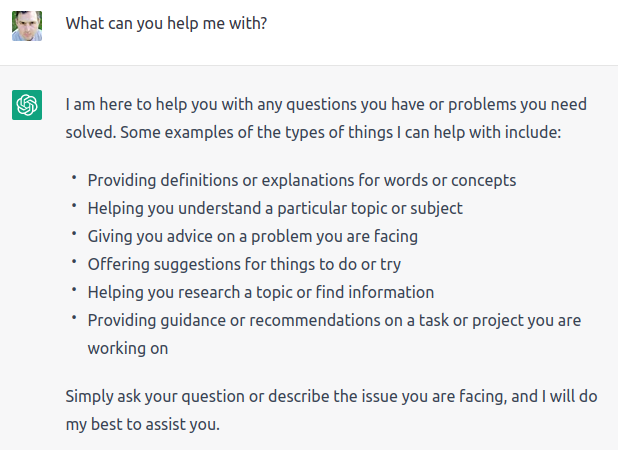 What can you help me with?
I am here to help you with any questions you have or problems you need
solved. Some examples of the types of things I can help with include:
• Providing definitions or explanations for words or concepts
• Helping you understand a particular topic or subject
• Giving you advice on a problem you are facing
• Offering suggestions for things to do or try
• Helping you research a topic or find information
• Providing guidance or recommendations on a task or project you are
working on
Simply ask your question or describe the issue you are facing, and I will do
my best to assist you.